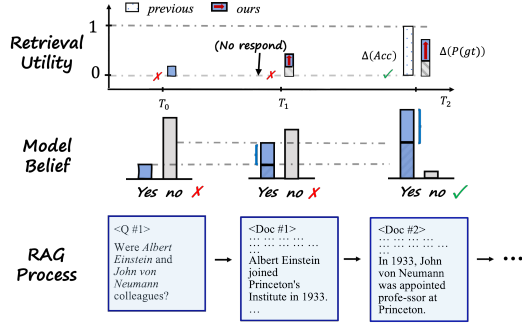 previous
ours
Retrieval
Utility
1
0
(No respond)
✗
✗
✓
Δ(Acc)
Δ(P(gt))
T0
T1
T2
Model
Belief
Yes no ✗
Yes no ✗
Yes no ✓
RAG
Process
<Q #1>
Were Albert
Einstein and
John von
Neumann
colleagues?
<Doc #1>
... ... ... ...
... ... ... ... ...
...
Albert Einstein
joined
Princeton's
Institute in 1933.
...
<Doc #2>
... ... ... ...
... ... ... ... ...
...
In 1933, John
von Neumann
was appointed
profe-ssor at
Princeton.
...